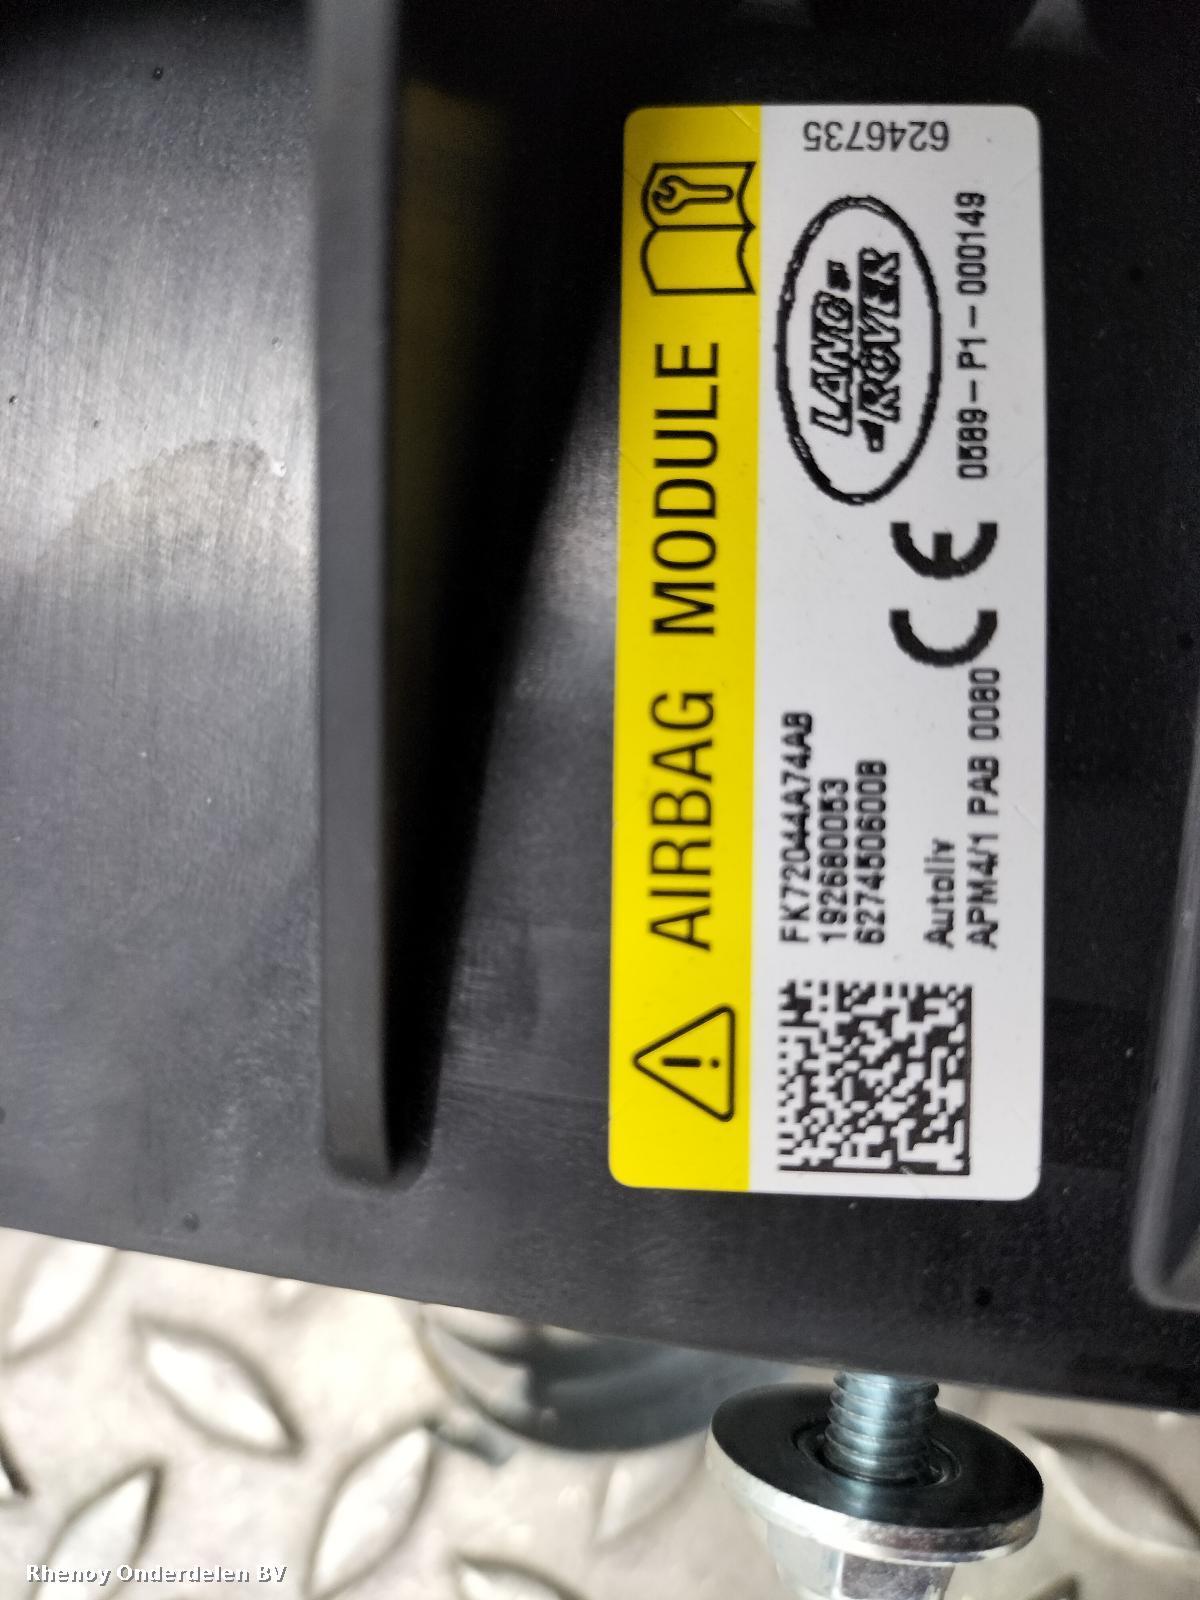 AIRBAG MODULE
FK72044A74AB
192680053
627450600B
Autoliv
APM4/1 PAB 0080
CE
LAND
ROVER
0589-P1-000149
6246735
Rhenoy Onderdelen BV